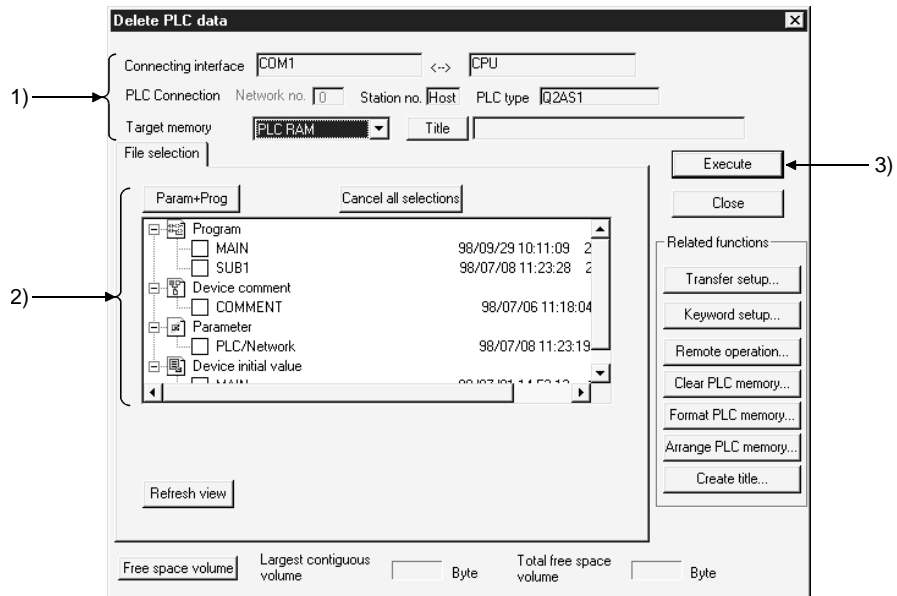 Delete PLC data
1)
Connecting interface COM1 <--> CPU
PLC Connection Network no. 0 Station no. Host PLC type Q2AS1
Target memory PLC RAM Title
File selection
Execute
3)
Close
2)
Param+Prog Cancel all selections
Program
MAIN 98/09/29 10:11:09 2
SUB1 98/07/08 11:23:28 2
Device comment
COMMENT 98/07/06 11:18:04
Parameter
PLC/Network 98/07/08 11:23:19
Device initial value
MAIN
Refresh view
Related functions
Transfer setup...
Keyword setup...
Remote operation...
Clear PLC memory...
Format PLC memory...
Arrange PLC memory...
Create title...
Free space volume
Largest contiguous
volume Byte
Total free space
volume Byte